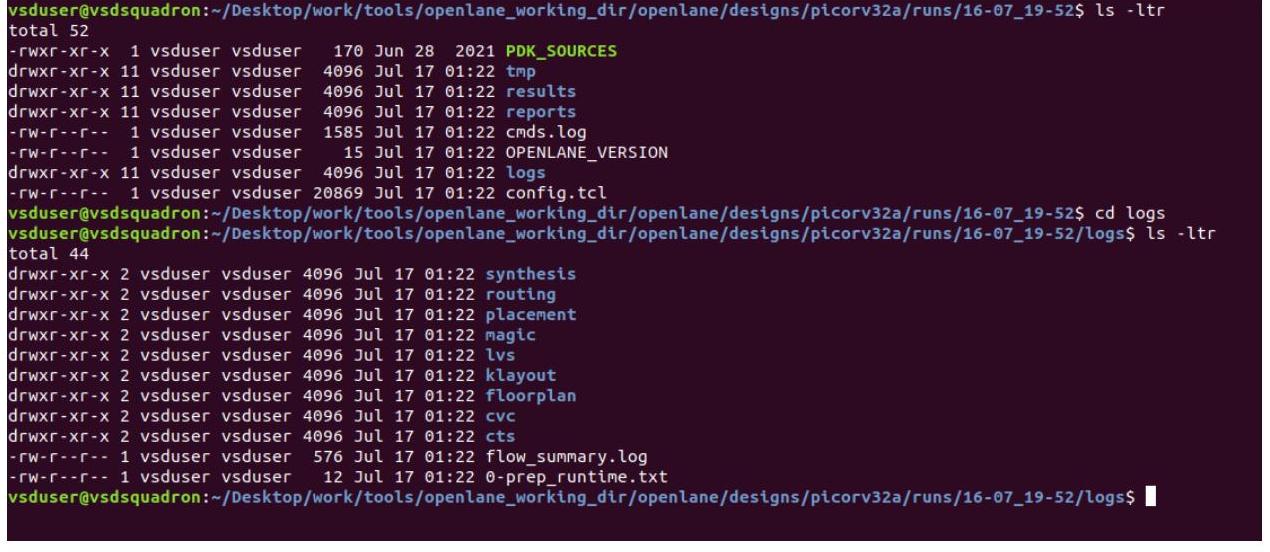 vsduser@vsdsquadron:~/Desktop/work/tools/openlane_working_dir/openlane/designs/picorv32a/runs/16-07_19-52$ ls -ltr
total 52
-rwxr-xr-x  1 vsduser vsduser   170 Jun 28  2021 PDK_SOURCES
drwxr-xr-x 11 vsduser vsduser  4096 Jul 17 01:22 tmp
drwxr-xr-x 11 vsduser vsduser  4096 Jul 17 01:22 results
drwxr-xr-x 11 vsduser vsduser  4096 Jul 17 01:22 reports
-rw-r--r--  1 vsduser vsduser  1585 Jul 17 01:22 cmds.log
-rw-r--r--  1 vsduser vsduser    15 Jul 17 01:22 OPENLANE_VERSION
drwxr-xr-x 11 vsduser vsduser  4096 Jul 17 01:22 logs
-rw-r--r--  1 vsduser vsduser 20869 Jul 17 01:22 config.tcl
vsduser@vsdsquadron:~/Desktop/work/tools/openlane_working_dir/openlane/designs/picorv32a/runs/16-07_19-52$ cd logs
vsduser@vsdsquadron:~/Desktop/work/tools/openlane_working_dir/openlane/designs/picorv32a/runs/16-07_19-52/logs$ ls -ltr
total 44
drwxr-xr-x 2 vsduser vsduser 4096 Jul 17 01:22 synthesis
drwxr-xr-x 2 vsduser vsduser 4096 Jul 17 01:22 routing
drwxr-xr-x 2 vsduser vsduser 4096 Jul 17 01:22 placement
drwxr-xr-x 2 vsduser vsduser 4096 Jul 17 01:22 magic
drwxr-xr-x 2 vsduser vsduser 4096 Jul 17 01:22 lvs
drwxr-xr-x 2 vsduser vsduser 4096 Jul 17 01:22 klayout
drwxr-xr-x 2 vsduser vsduser 4096 Jul 17 01:22 floorplan
drwxr-xr-x 2 vsduser vsduser 4096 Jul 17 01:22 cvc
drwxr-xr-x 2 vsduser vsduser 4096 Jul 17 01:22 cts
-rw-r--r-- 1 vsduser vsduser  576 Jul 17 01:22 flow_summary.log
-rw-r--r-- 1 vsduser vsduser   12 Jul 17 01:22 0-prep_runtime.txt
vsduser@vsdsquadron:~/Desktop/work/tools/openlane_working_dir/openlane/designs/picorv32a/runs/16-07_19-52/logs$